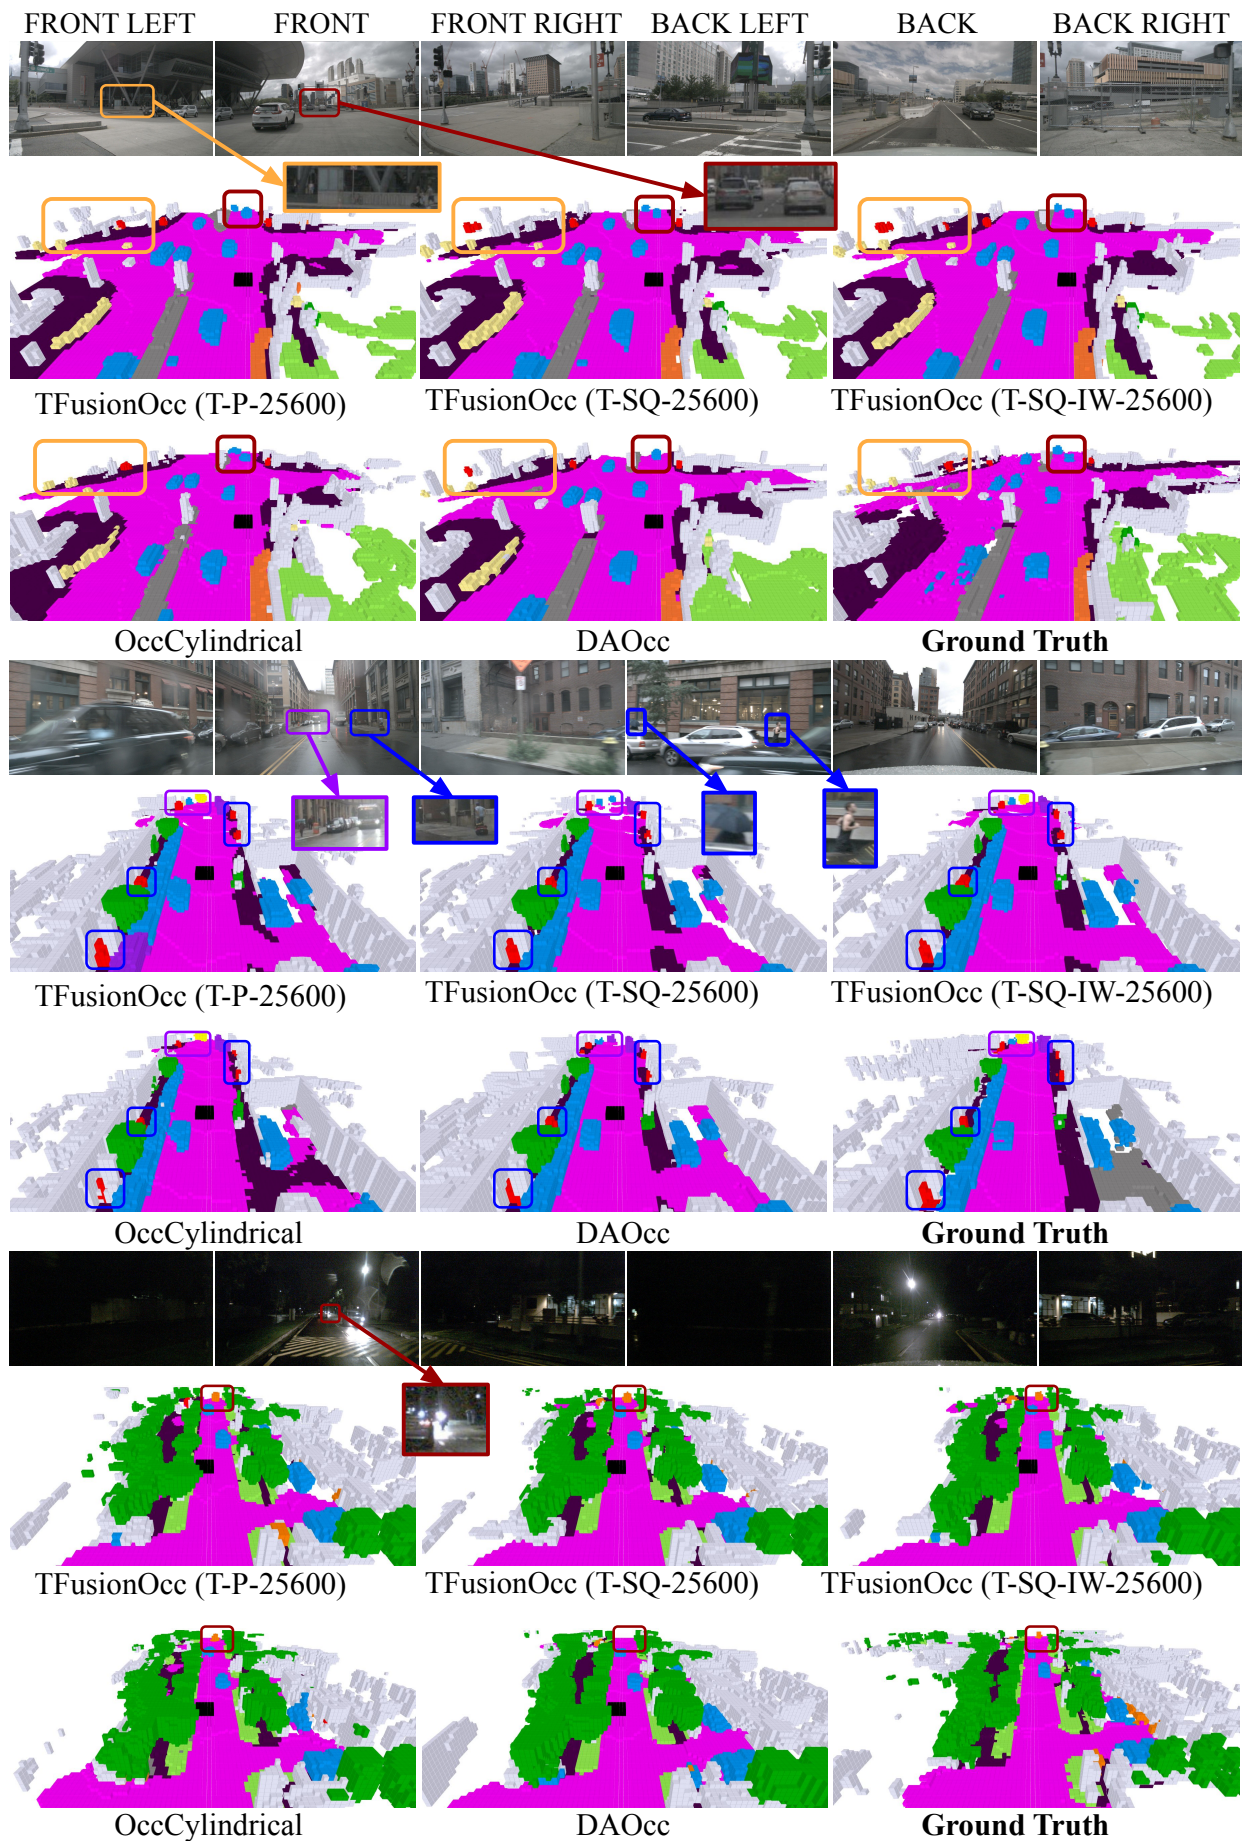 FRONT LEFT FRONT FRONT RIGHT BACK LEFT BACK BACK RIGHT
TFusionOcc (T-P-25600) TFusionOcc (T-SQ-25600) TFusionOcc (T-SQ-IW-25600)
OccCylindrical DAOcc Ground Truth
TFusionOcc (T-P-25600) TFusionOcc (T-SQ-25600) TFusionOcc (T-SQ-IW-25600)
OccCylindrical DAOcc Ground Truth
TFusionOcc (T-P-25600) TFusionOcc (T-SQ-25600) TFusionOcc (T-SQ-IW-25600)
OccCylindrical DAOcc Ground Truth